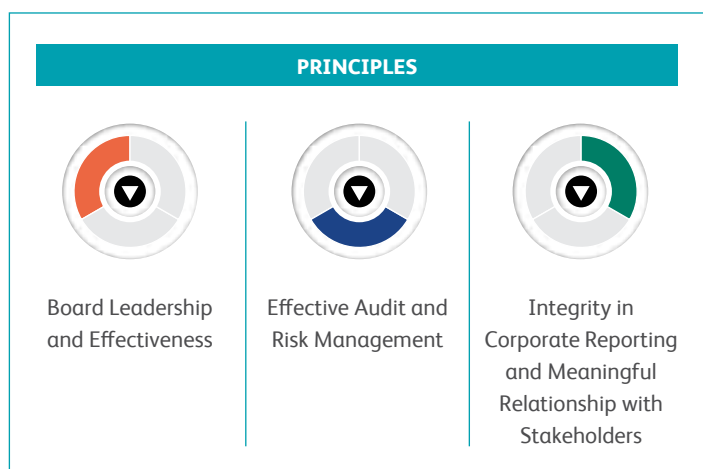 PRINCIPLES
Board Leadership
and Effectiveness
Effective Audit and
Risk Management
Integrity in
Corporate Reporting
and Meaningful
Relationship with
Stakeholders